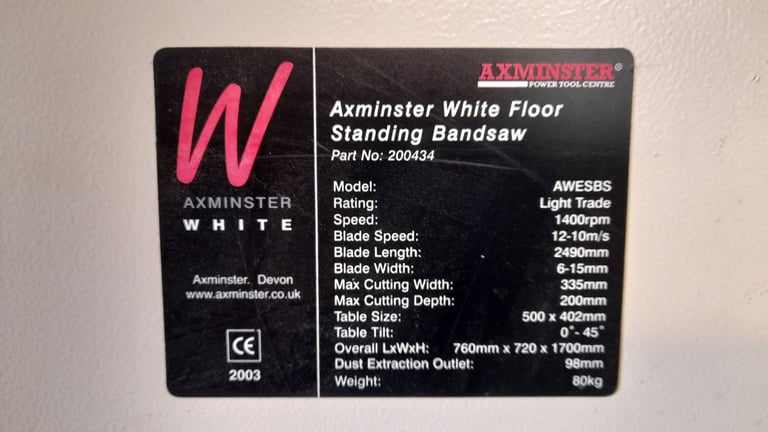 W
AXMINSTER
WHITE
Axminster. Devon
www.axminster.co.uk
CE
2003
AXMINSTER®
POWER TOOL CENTRE
Axminster White Floor
Standing Bandsaw
Part No: 200434
Model: AWESBS
Rating: Light Trade
Speed: 1400rpm
Blade Speed: 12-10m/s
Blade Length: 2490mm
Blade Width: 6-15mm
Max Cutting Width: 335mm
Max Cutting Depth: 200mm
Table Size: 500 x 402mm
Table Tilt: 0°- 45°
Overall LxWxH: 760mm x 720 x 1700mm
Dust Extraction Outlet: 98mm
Weight: 80kg